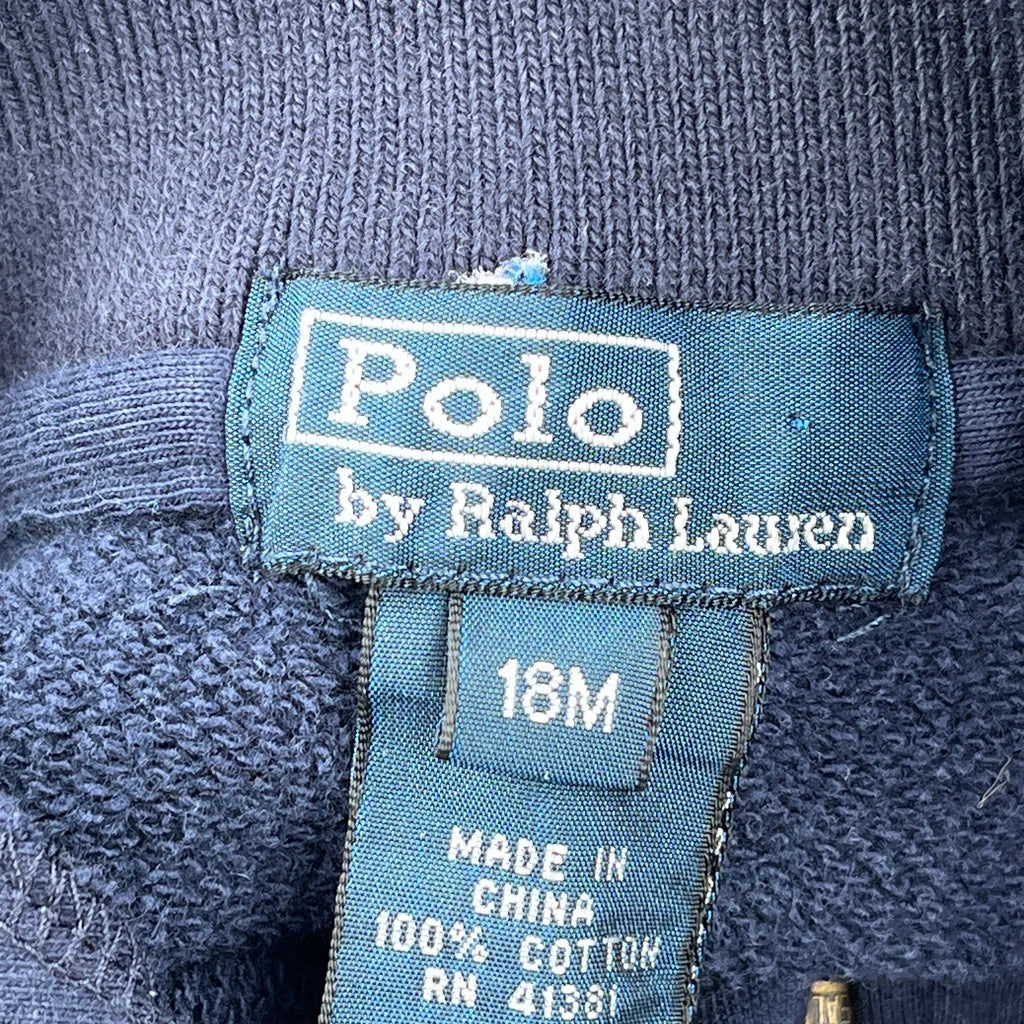 Polo
by Ralph Lauren
18M
MADE IN
CHINA
100% COTTON
RN 41381